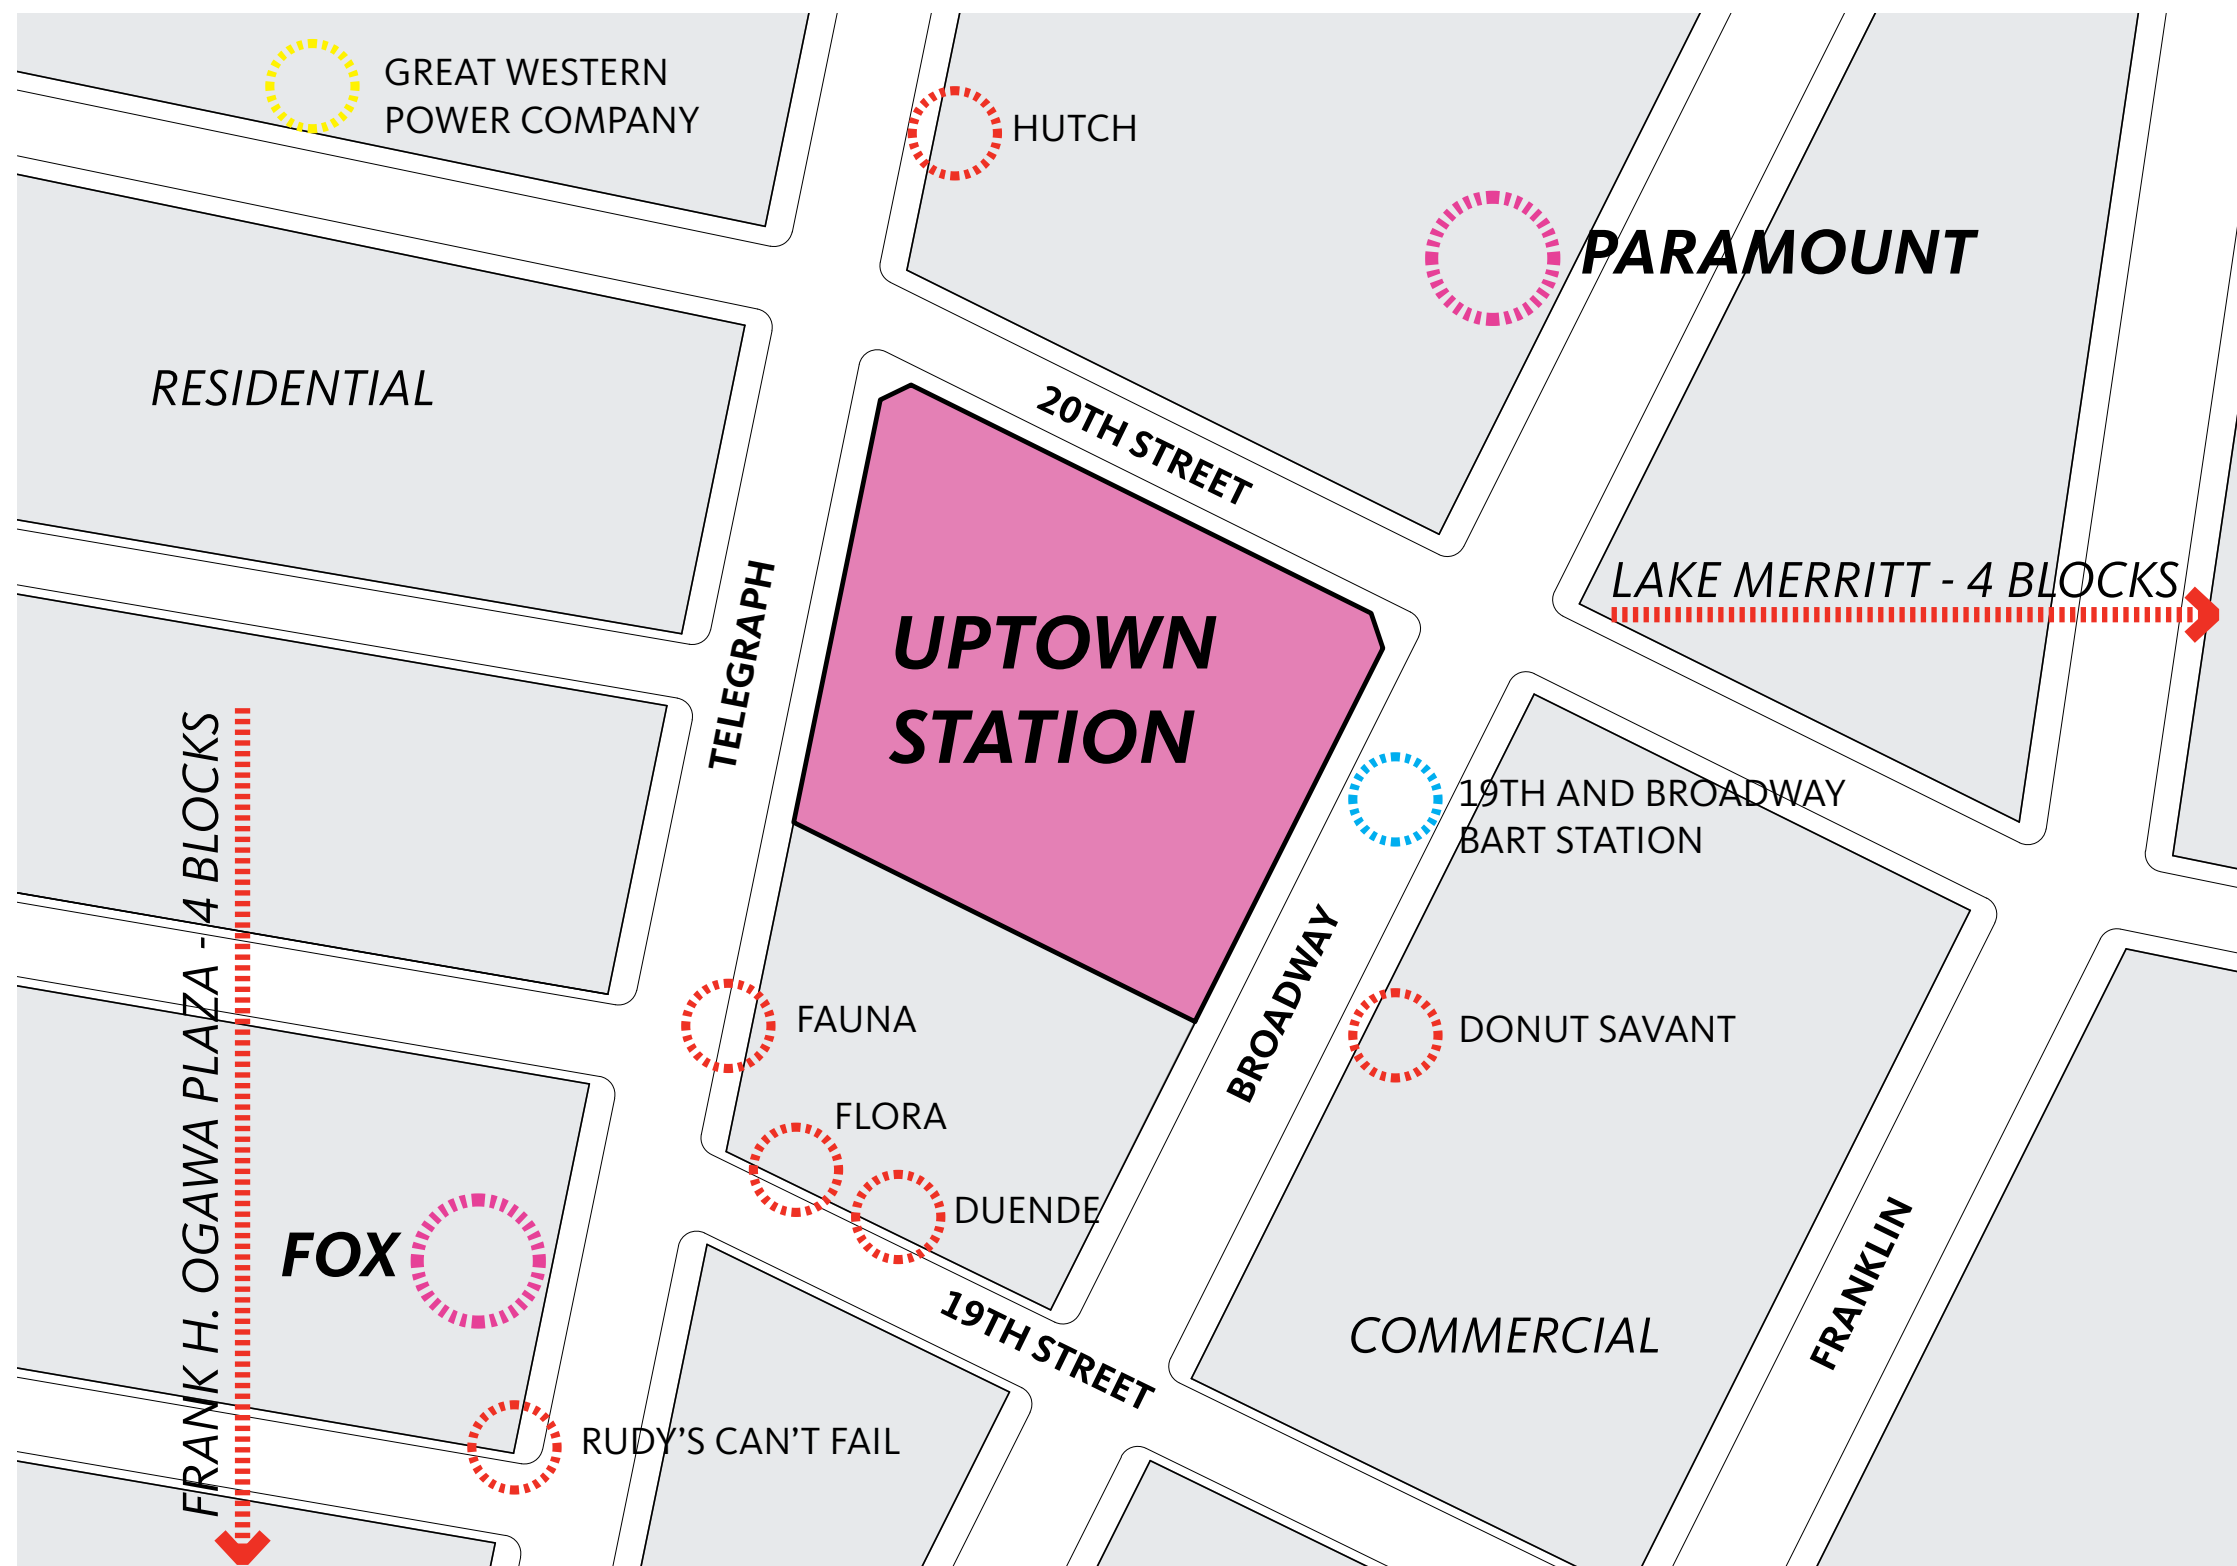 GREAT WESTERN
POWER COMPANY
HUTCH
PARAMOUNT
RESIDENTIAL
20TH STREET
LAKE MERRITT - 4 BLOCKS
TELEGRAPH
UPTOWN
STATION
FRANK H. OGAWA PLAZA - 4 BLOCKS
19TH AND BROADWAY
BART STATION
BROADWAY
FAUNA
DONUT SAVANT
FLORA
DUENDE
FOX
FRANKLIN
19TH STREET
COMMERCIAL
RUDY’S CAN’T FAIL